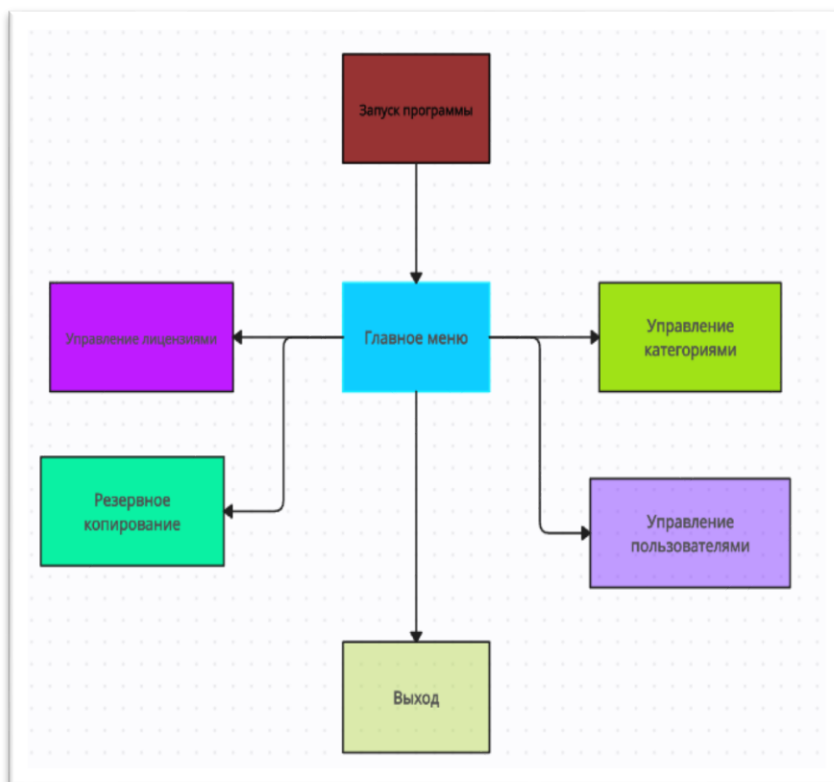 Запуск программы
Управление лицензиями
Главное меню
Управление
категориями
Резервное
копирование
Управление
пользователями
Выход